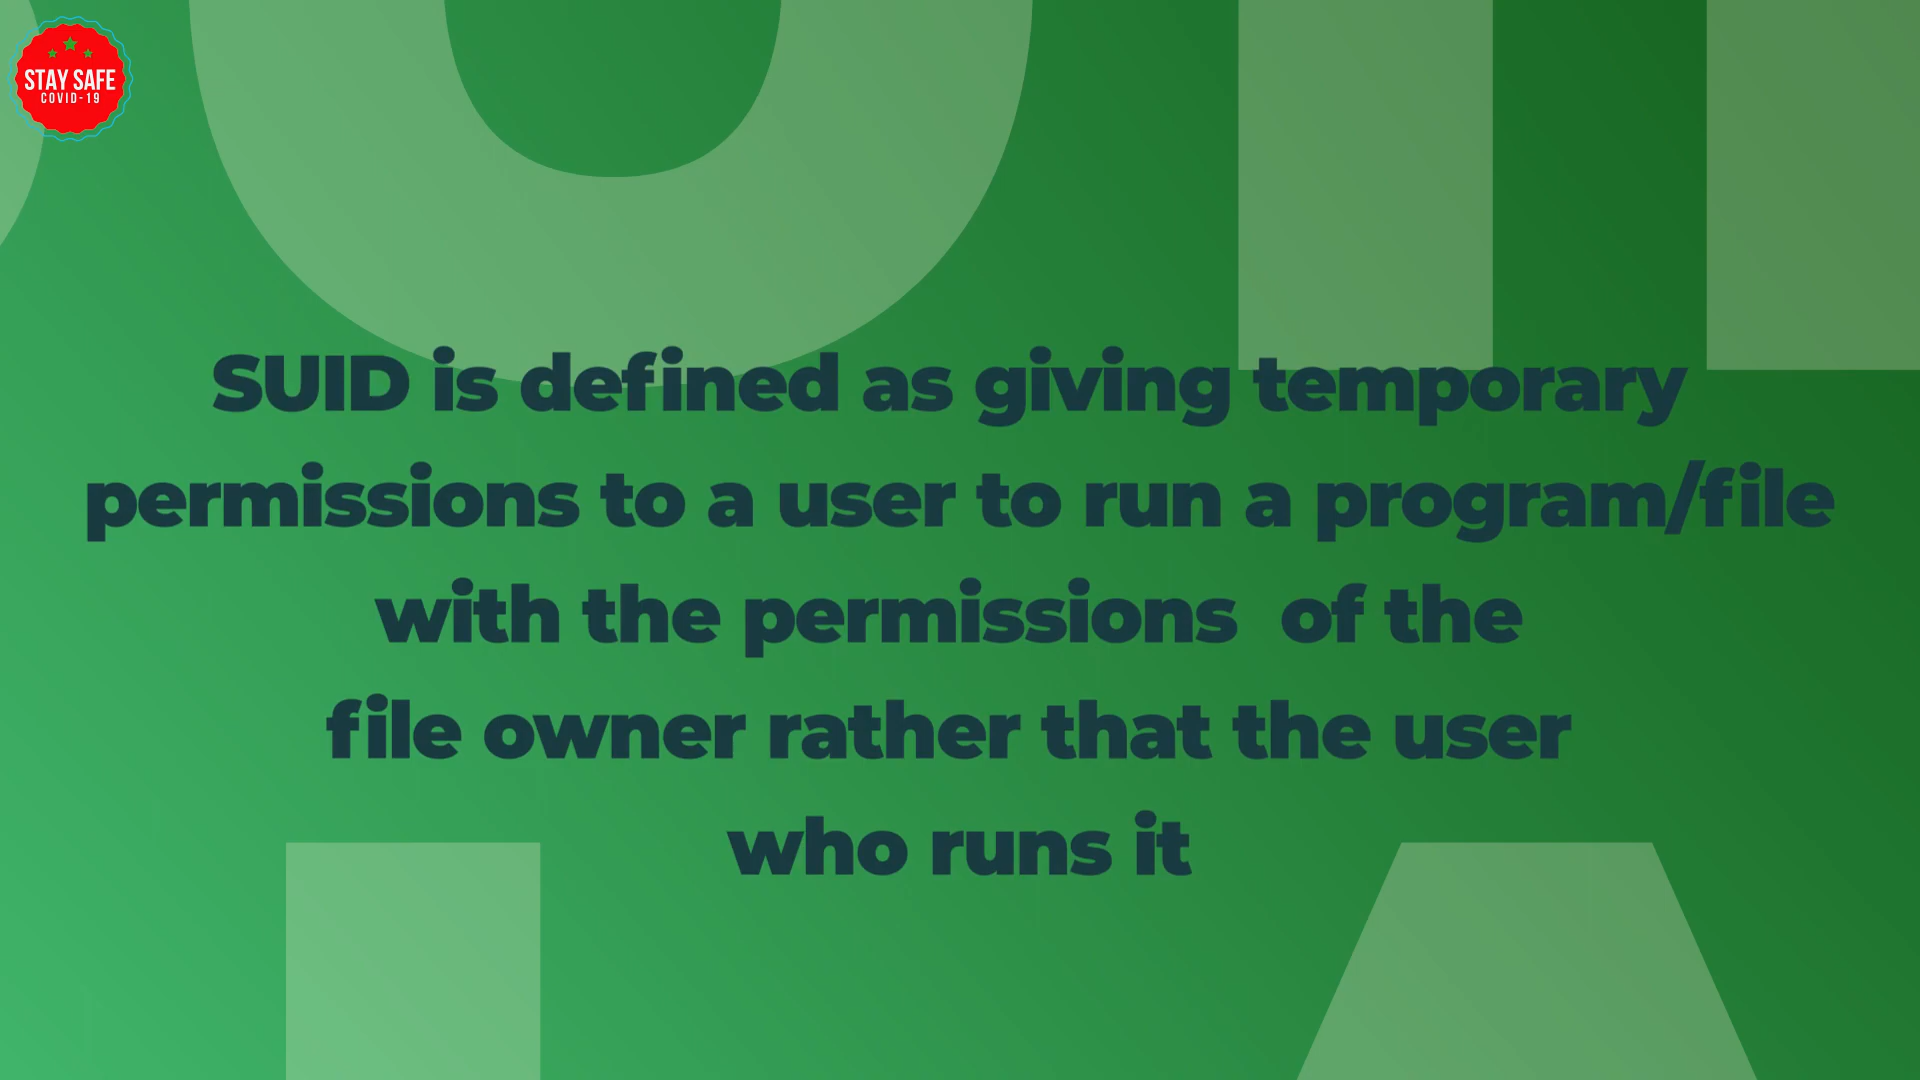 STAY SAFE
COVID-19
SUID is defined as giving temporary
permissions to a user to run a program/file
with the permissions  of the
file owner rather that the user
who runs it